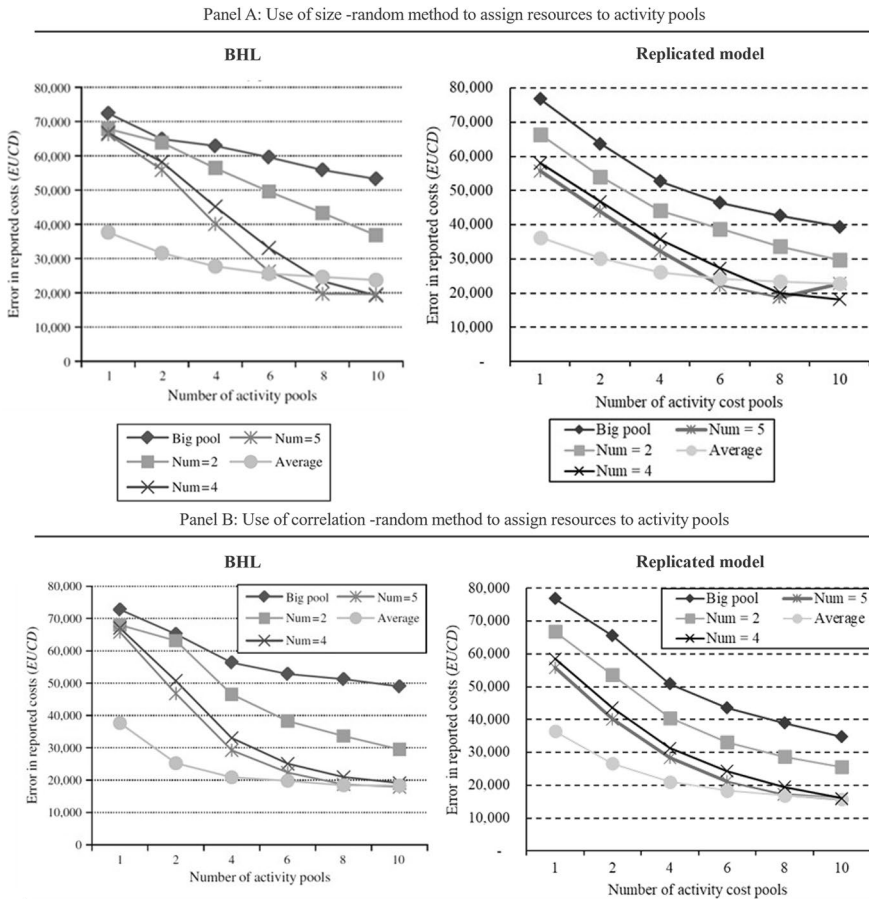 Panel A: Use of size -random method to assign resources to activity pools
BHL
Replicated model
Error in reported costs (EUCD)
80,000
70,000
60,000
50,000
40,000
30,000
20,000
10,000
0
1 2 4 6 8 10
Number of activity pools
Big pool Num=5
Num=2 Average
Num=4
Error in reported costs (EUCD)
80,000
70,000
60,000
50,000
40,000
30,000
20,000
10,000
-
1 2 4 6 8 10
Number of activity cost pools
Big pool Num = 5
Num = 2 Average
Num = 4
Panel B: Use of correlation -random method to assign resources to activity pools
BHL
Replicated model
Error in reported costs (EUCD)
80,000
70,000
60,000
50,000
40,000
30,000
20,000
10,000
0
Big pool Num=5
Num=2 Average
Num=4
1 2 4 6 8 10
Number of activity pools
Error in reported costs (EUCD)
80,000
70,000
60,000
50,000
40,000
30,000
20,000
10,000
-
Big pool Num = 5
Num = 2 Average
Num = 4
1 2 4 6 8 10
Number of activity cost pools